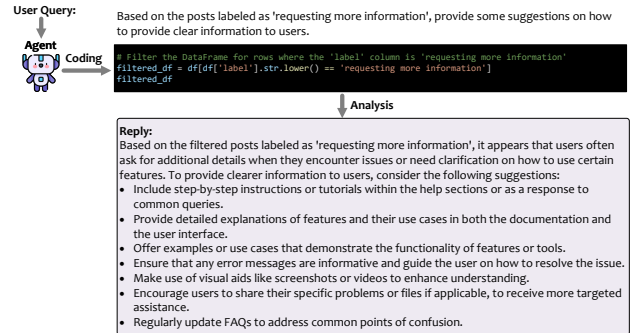 User Query:
Based on the posts labeled as 'requesting more information', provide some suggestions on how
to provide clear information to users.
Agent
Coding
# Filter the DataFrame for rows where the 'label' column is 'requesting more information'
filtered_df = df[df['label'].str.lower() == 'requesting more information']
filtered_df
Analysis
Reply:
Based on the filtered posts labeled as 'requesting more information', it appears that users often
ask for additional details when they encounter issues or need clarification on how to use certain
features. To provide clearer information to users, consider the following suggestions:
• Include step-by-step instructions or tutorials within the help sections or as a response to
common queries.
• Provide detailed explanations of features and their use cases in both the documentation and
the user interface.
• Offer examples or use cases that demonstrate the functionality of features or tools.
• Ensure that any error messages are informative and guide the user on how to resolve the issue.
• Make use of visual aids like screenshots or videos to enhance understanding.
• Encourage users to share their specific problems or files if applicable, to receive more targeted
assistance.
• Regularly update FAQs to address common points of confusion.